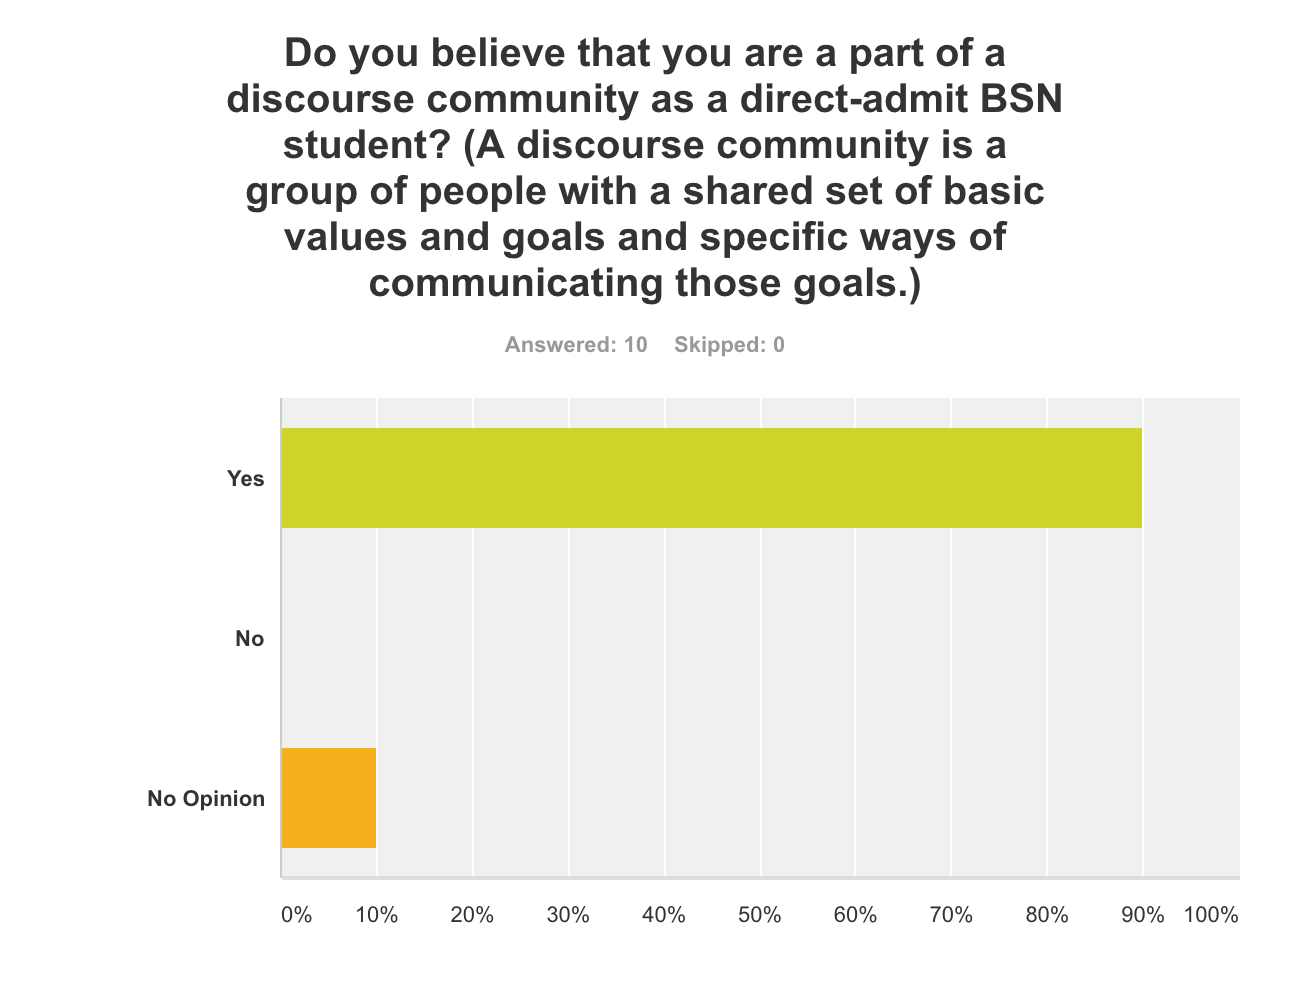 Do you believe that you are a part of a
discourse community as a direct-admit BSN
student? (A discourse community is a
group of people with a shared set of basic
values and goals and specific ways of
communicating those goals.)
Answered: 10 Skipped: 0
Yes
No
No Opinion
0% 10% 20% 30% 40% 50% 60% 70% 80% 90% 100%